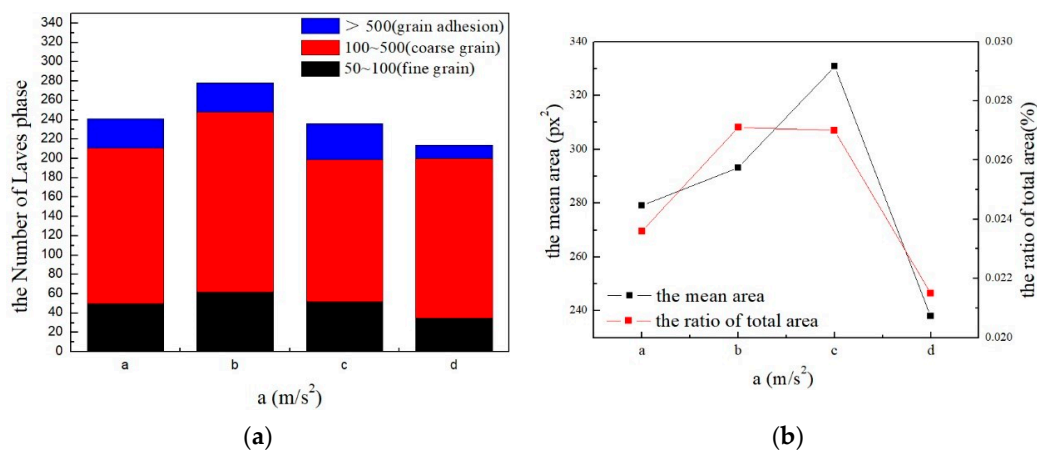 340
320
300
280
260
240
220
200
180
160
140
120
100
80
60
40
20
0
the Number of Laves phase
> 500(grain adhesion)
100~500(coarse grain)
50~100(fine grain)
a b c d
a (m/s²)
(a)
340
320
300
280
260
240
the mean area (px²)
the mean area
the ratio of total area
0.030
0.028
0.026
0.024
0.022
0.020
the ratio of total area(%)
a b c d
a (m/s²)
(b)